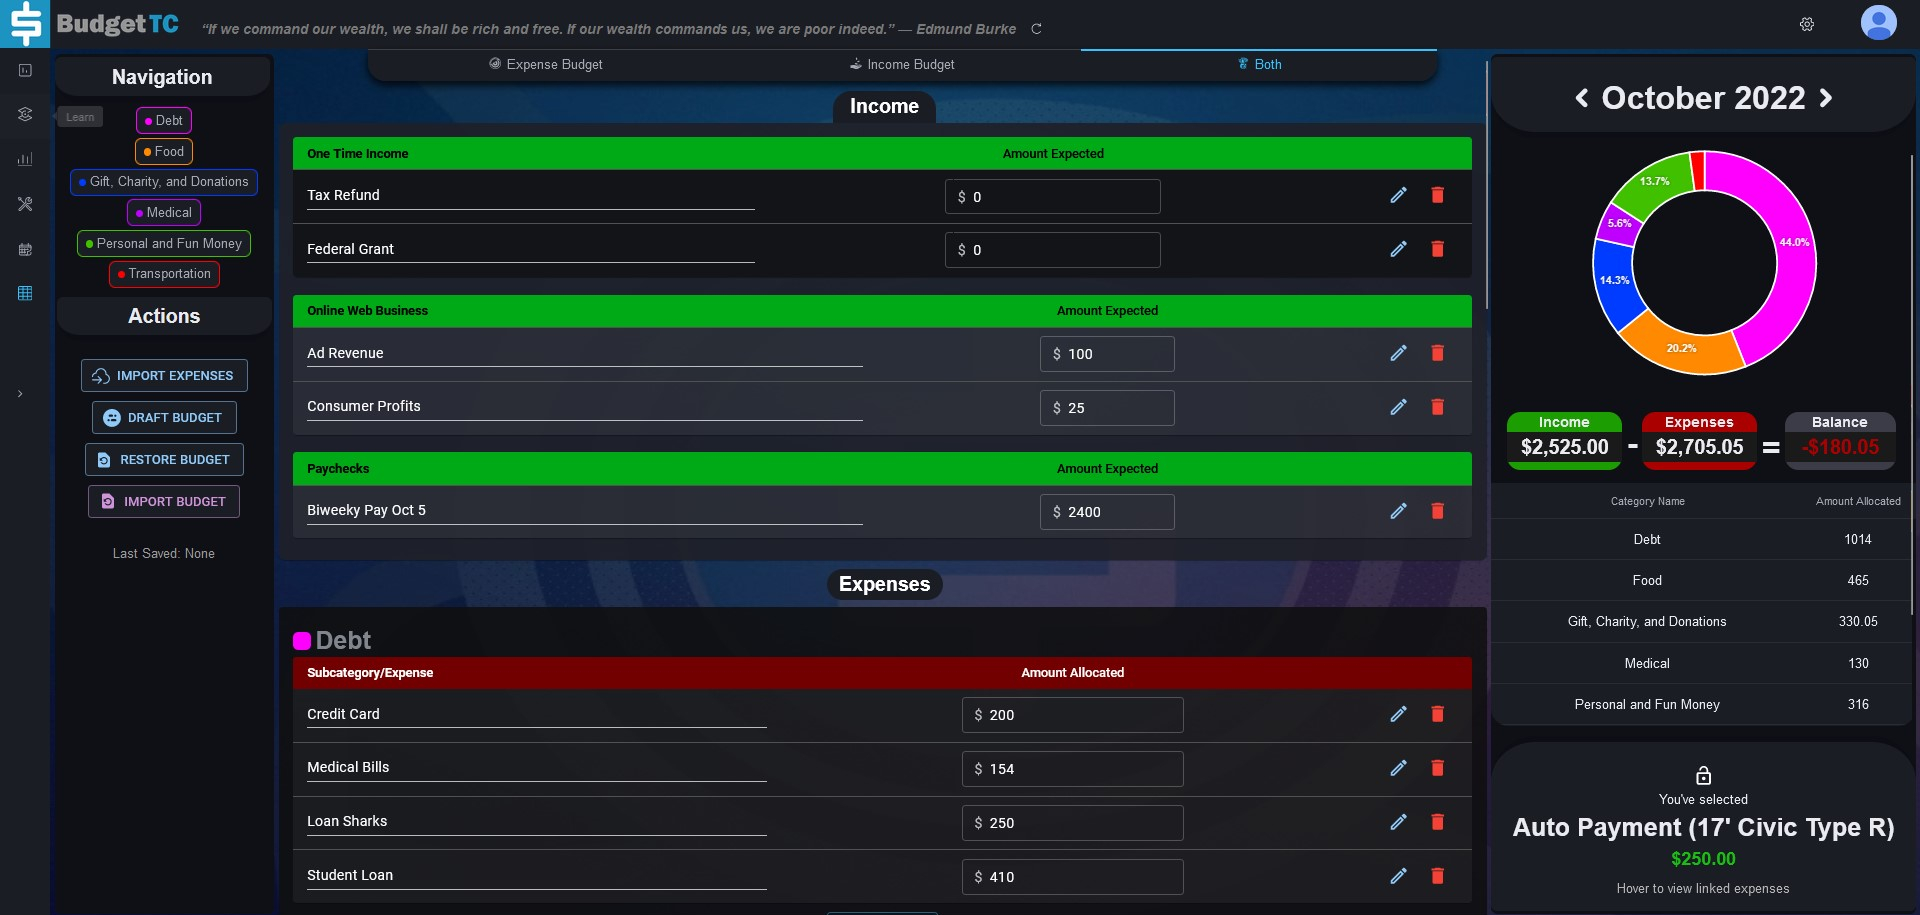 BudgetTC
“If we command our wealth, we shall be rich and free. If our wealth commands us, we are poor indeed.” — Edmund Burke
Navigation
Learn
Debt
Food
Gift, Charity, and Donations
Medical
Personal and Fun Money
Transportation
Actions
IMPORT EXPENSES
DRAFT BUDGET
RESTORE BUDGET
IMPORT BUDGET
Last Saved: None
Expense Budget
Income Budget
Both
Income
One Time Income Amount Expected
Tax Refund $ 0
Federal Grant $ 0
Online Web Business Amount Expected
Ad Revenue $ 100
Consumer Profits $ 25
Paychecks Amount Expected
Biweeky Pay Oct 5 $ 2400
Expenses
Debt
Subcategory/Expense Amount Allocated
Credit Card $ 200
Medical Bills $ 154
Loan Sharks $ 250
Student Loan $ 410
October 2022
13.7%
5.6%
44.0%
14.3%
20.2%
Income Expenses Balance
$2,525.00 - $2,705.05 = -$180.05
Category Name Amount Allocated
Debt 1014
Food 465
Gift, Charity, and Donations 330.05
Medical 130
Personal and Fun Money 316
You've selected
Auto Payment (17' Civic Type R)
$250.00
Hover to view linked expenses